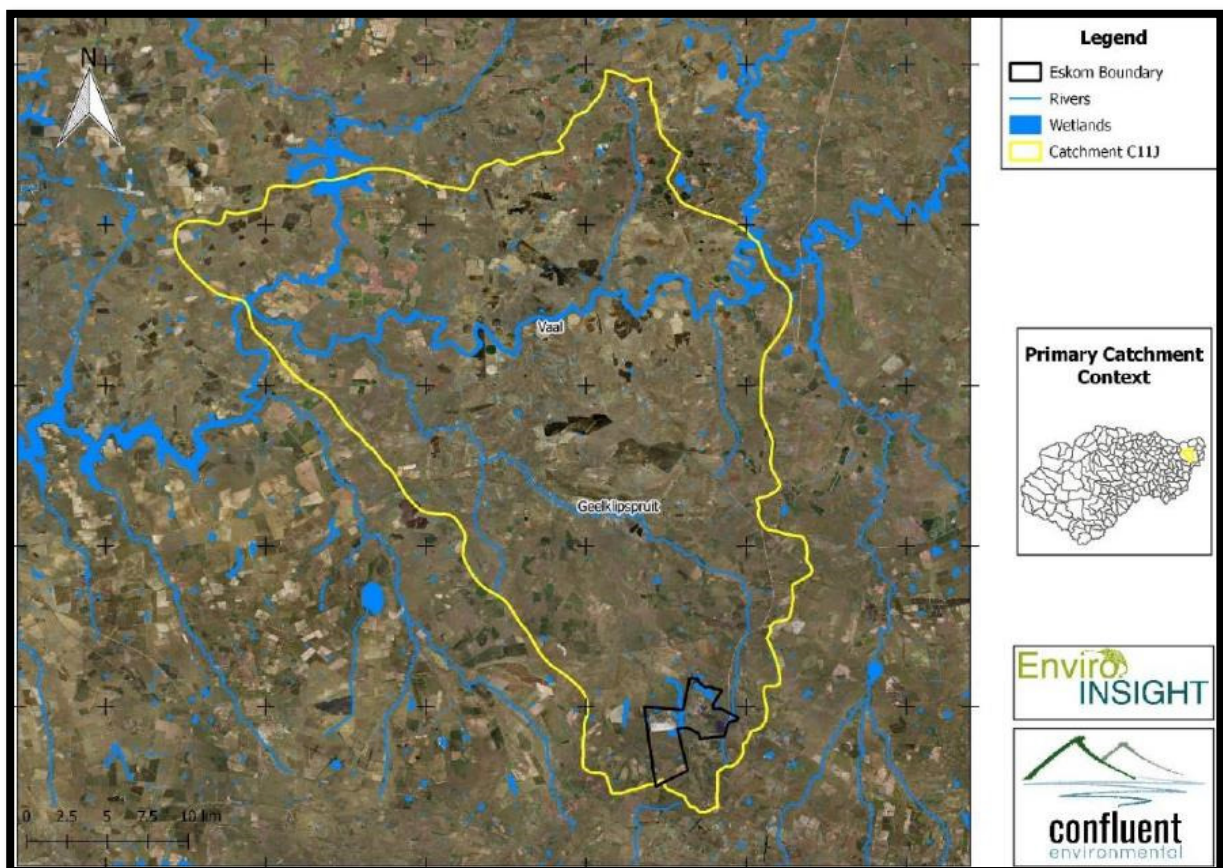 N
Vaal
Geelklipspruit
0 2.5 5 7.5 10 km
Legend
Eskom Boundary
Rivers
Wetlands
Catchment C11J
Primary Catchment
Context
Enviro
INSIGHT
confluent
environmental